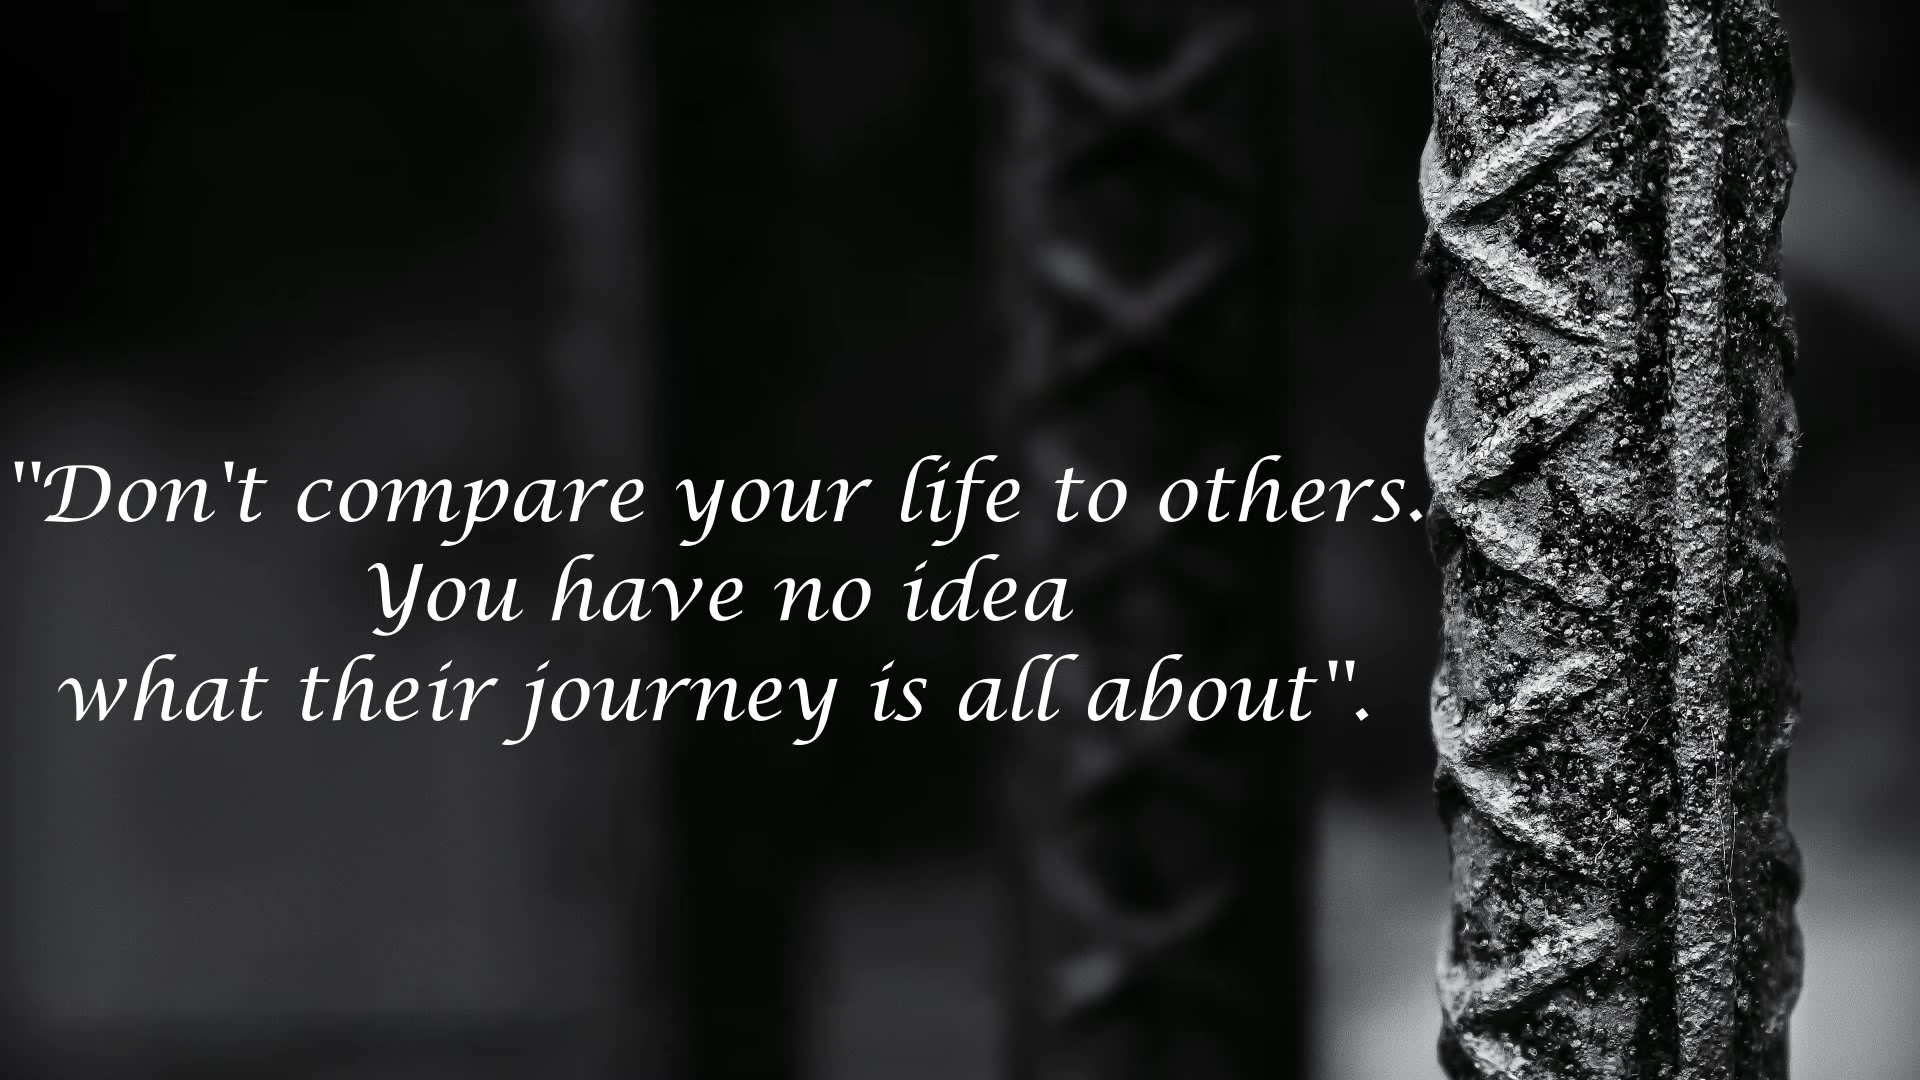 "Don't compare your life to others.
You have no idea
what their journey is all about".